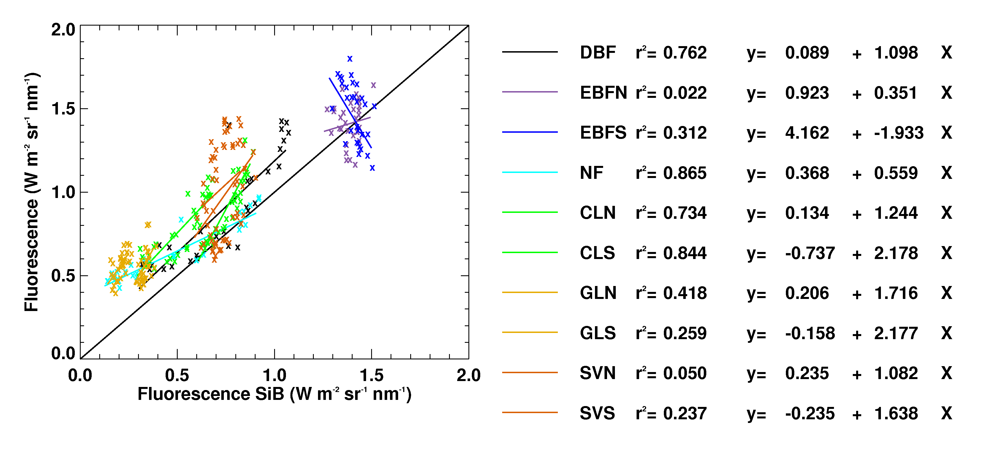 2.0
1.5
1.0
0.5
0.0
Fluorescence (W m-2 sr-1 nm-1)
0.0 0.5 1.0 1.5 2.0
Fluorescence SiB (W m-2 sr-1 nm-1)
DBF r2= 0.762 y= 0.089 + 1.098 X
EBFN r2= 0.022 y= 0.923 + 0.351 X
EBFS r2= 0.312 y= 4.162 + -1.933 X
NF r2= 0.865 y= 0.368 + 0.559 X
CLN r2= 0.734 y= 0.134 + 1.244 X
CLS r2= 0.844 y= -0.737 + 2.178 X
GLN r2= 0.418 y= 0.206 + 1.716 X
GLS r2= 0.259 y= -0.158 + 2.177 X
SVN r2= 0.050 y= 0.235 + 1.082 X
SVS r2= 0.237 y= -0.235 + 1.638 X